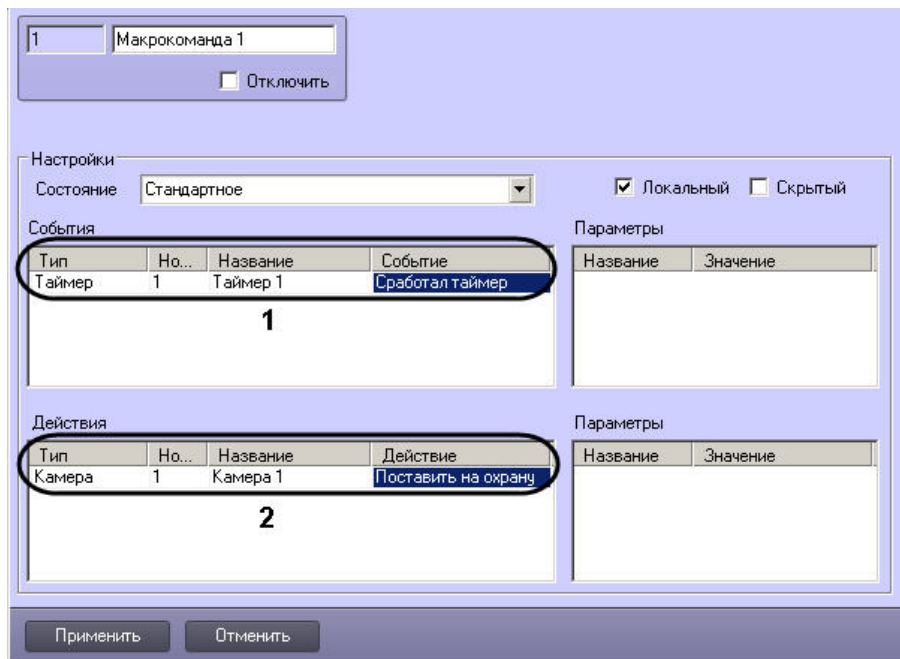 1 Макрокоманда 1
Отключить
Настройки
Состояние Стандартное Локальный Скрытый
События Параметры
Тип Но... Название Событие Название Значение
Таймер 1 Таймер 1 Сработал таймер
1
Действия Параметры
Тип Но... Название Действие Название Значение
Камера 1 Камера 1 Поставить на охрану
2
Применить Отменить